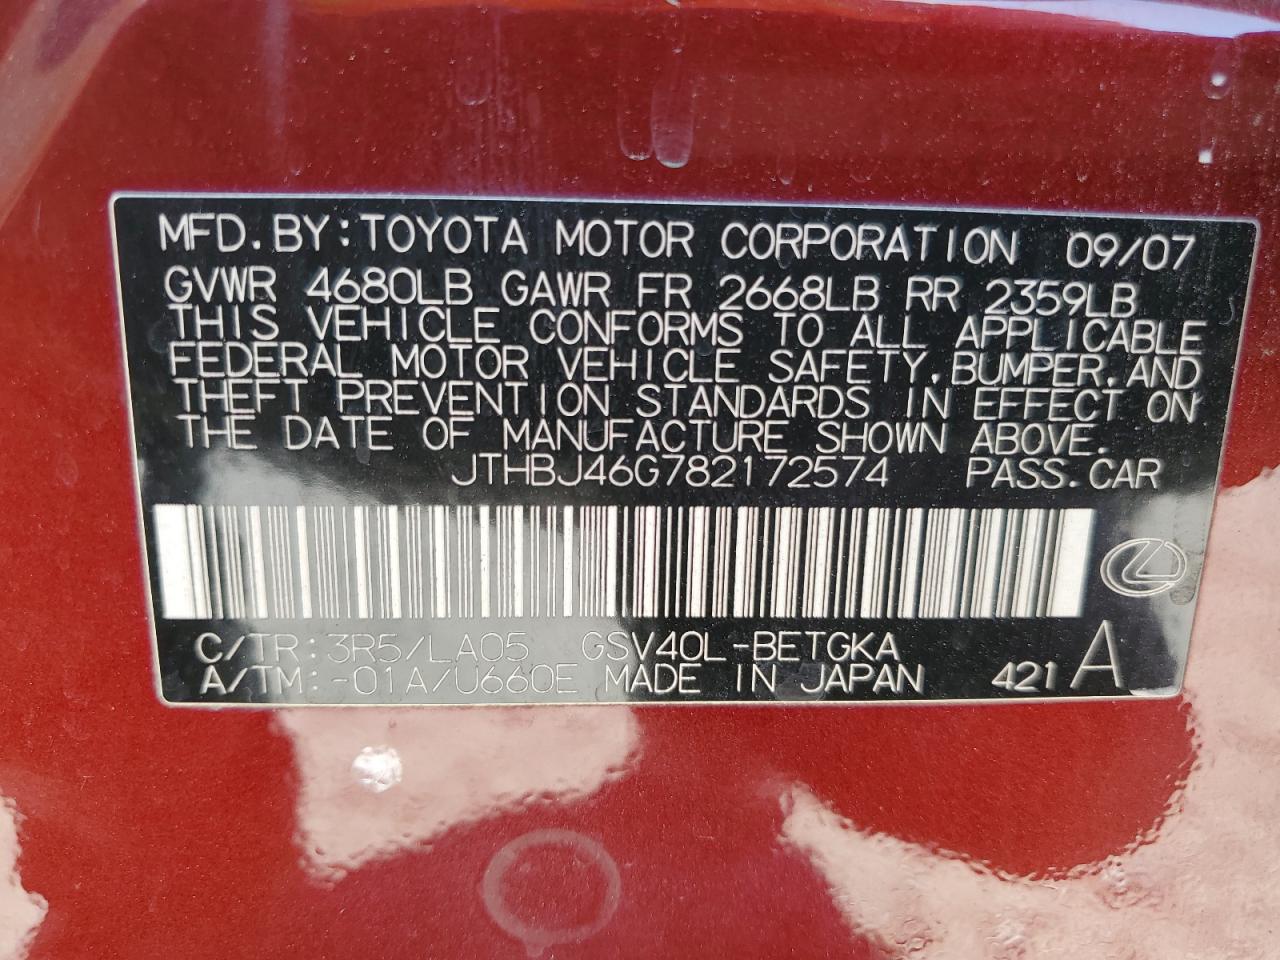 MFD.BY:TOYOTA MOTOR CORPORATION 09/07
GVWR 4680LB GAWR FR 2668LB RR 2359LB
THIS VEHICLE CONFORMS TO ALL APPLICABLE
FEDERAL MOTOR VEHICLE SAFETY,BUMPER,AND
THEFT PREVENTION STANDARDS IN EFFECT ON
THE DATE OF MANUFACTURE SHOWN ABOVE.
JTHBJ46G782172574 PASS.CAR
C/TR:3R5/LA05 GSV40L-BETGKA
A/TM:-01A/U660E MADE IN JAPAN 421A